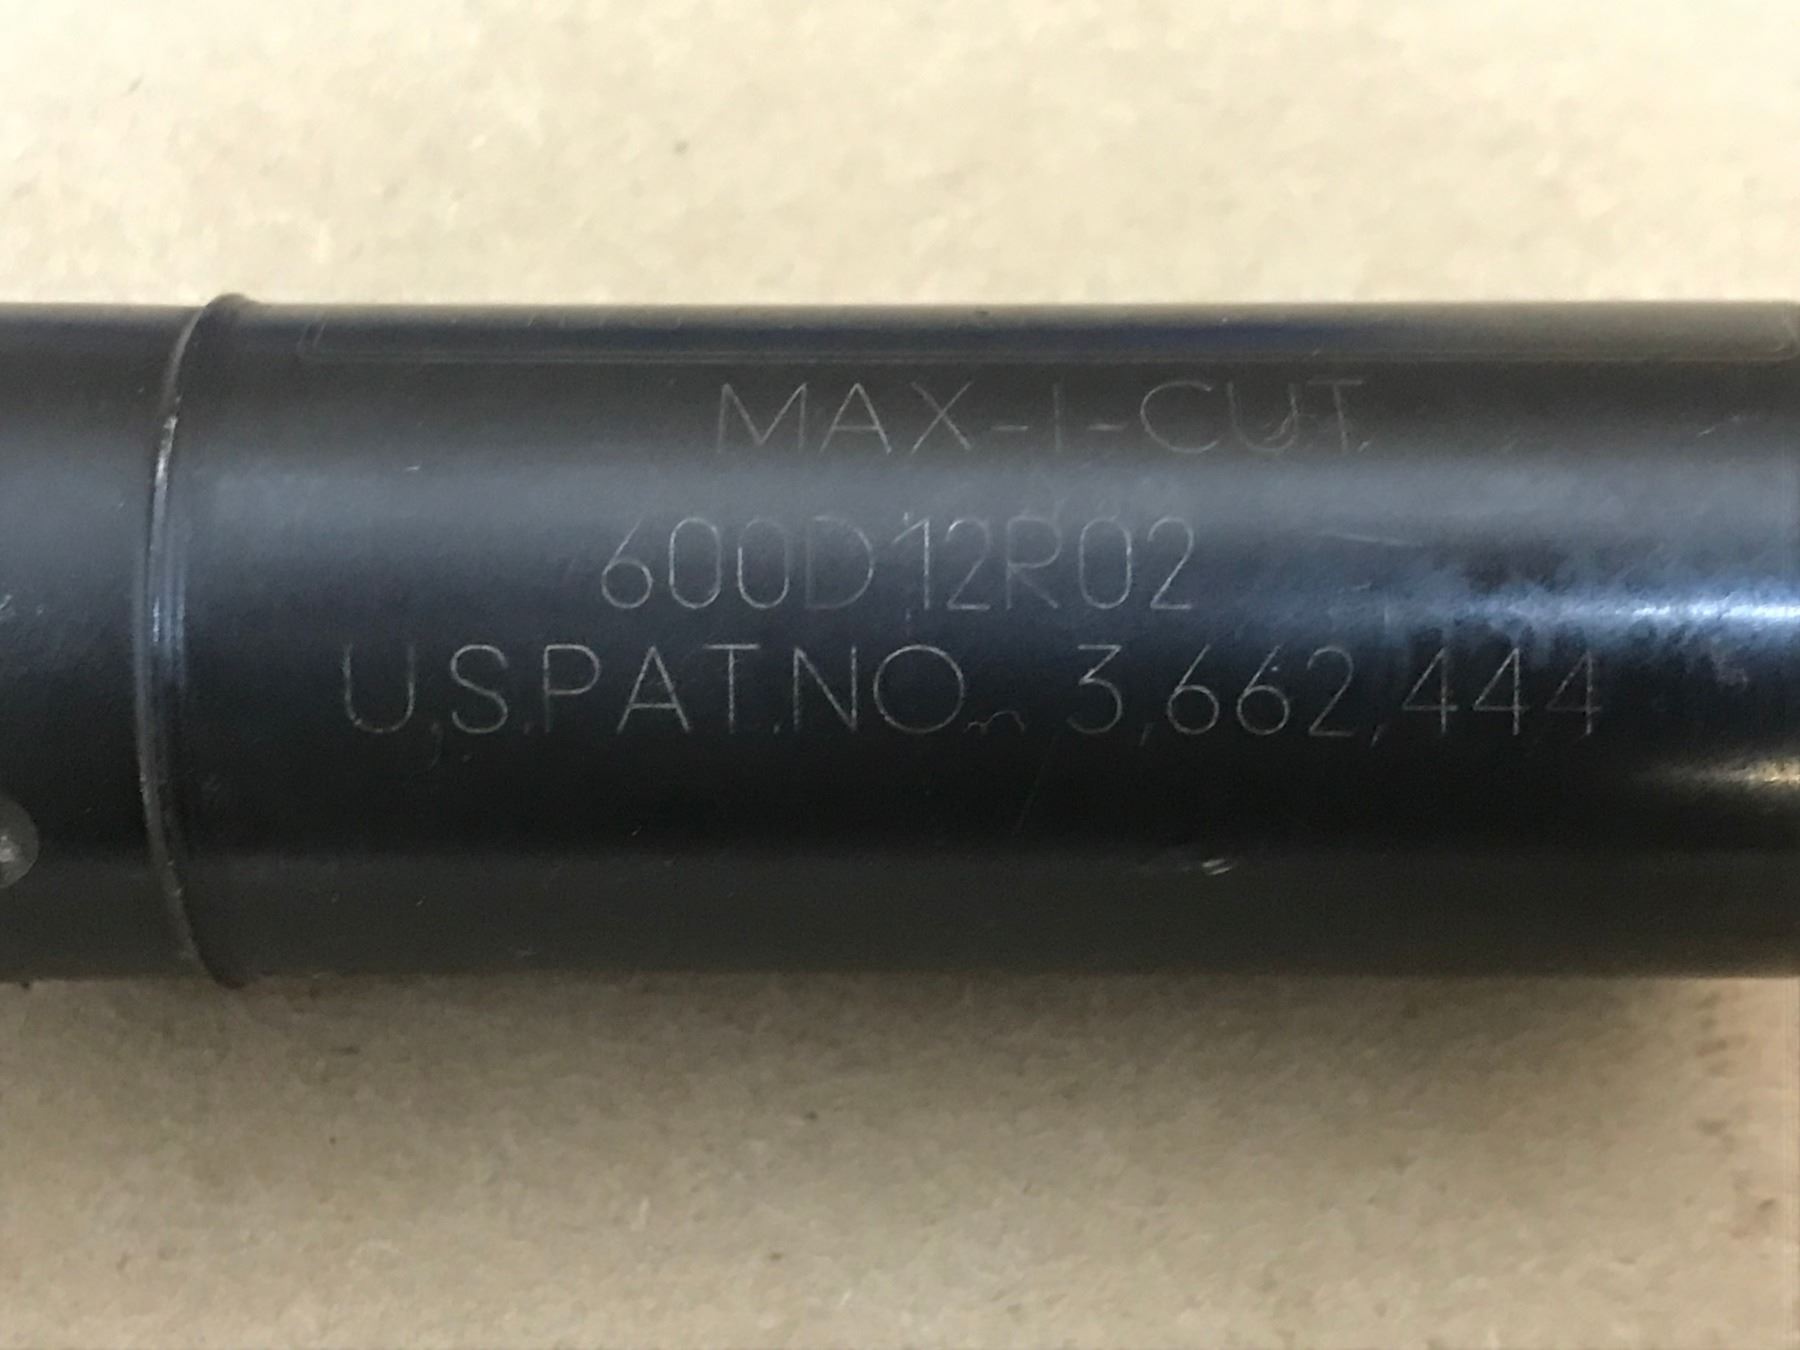 MAX-I-CUT
600D12R02
U.S.PAT.NO. 3,662,444